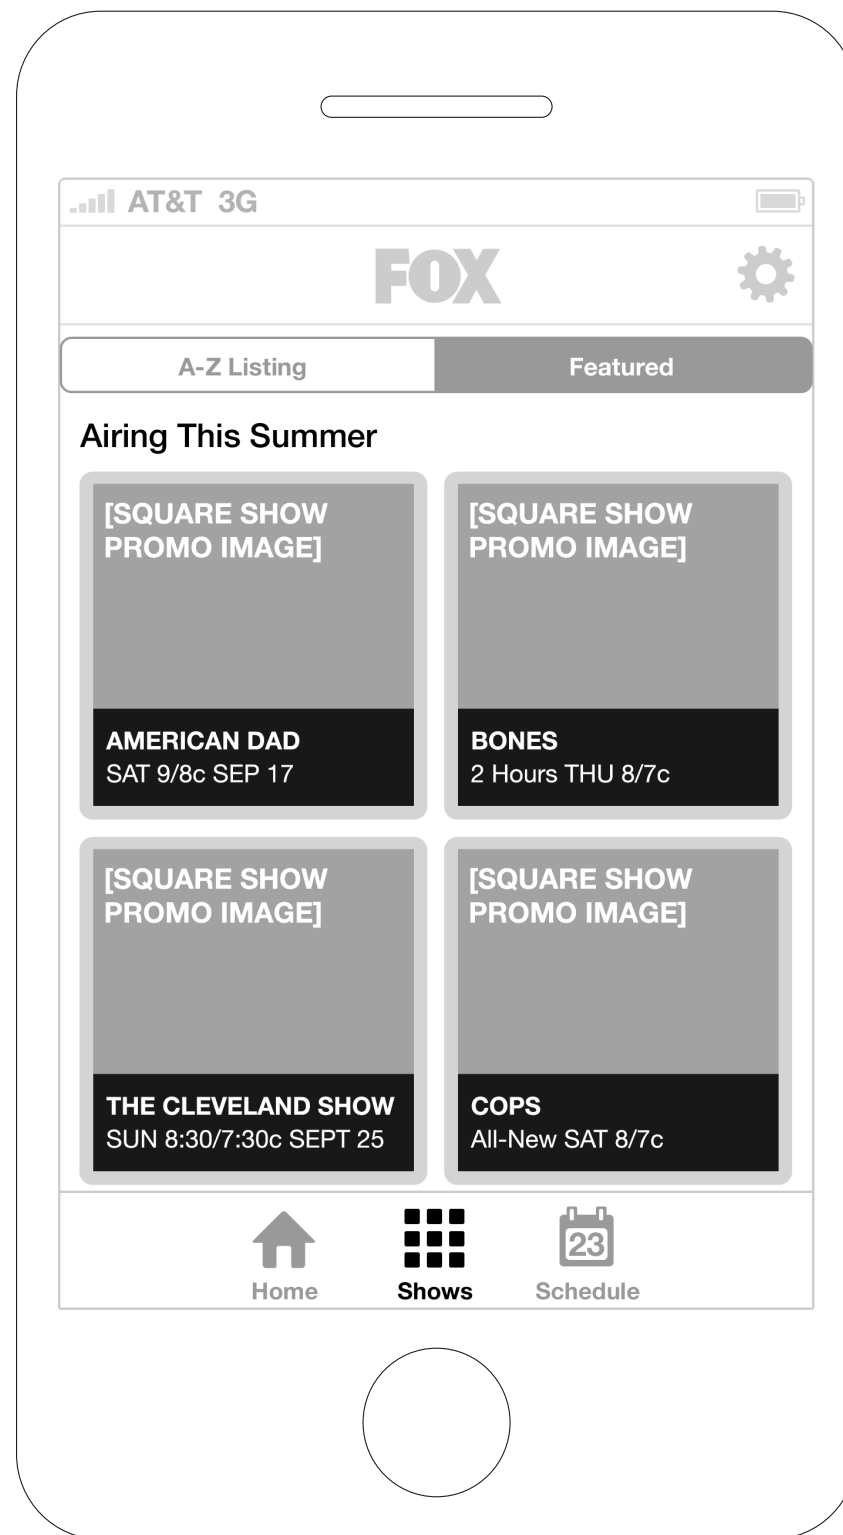 AT&T 3G
FOX
A-Z Listing
Featured
Airing This Summer
[SQUARE SHOW
PROMO IMAGE]
AMERICAN DAD
SAT 9/8c SEP 17
[SQUARE SHOW
PROMO IMAGE]
BONES
2 Hours THU 8/7c
[SQUARE SHOW
PROMO IMAGE]
THE CLEVELAND SHOW
SUN 8:30/7:30c SEPT 25
[SQUARE SHOW
PROMO IMAGE]
COPS
All-New SAT 8/7c
Home
Shows
23
Schedule